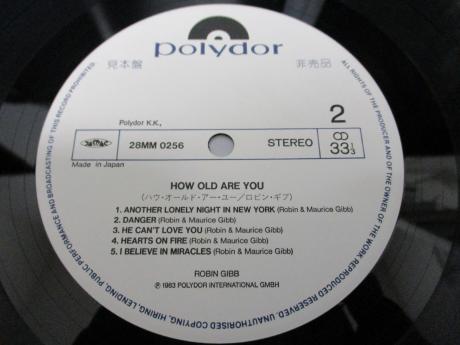 polydor
見本盤 非売品
Polydor K.K.,
2
28MM 0256
STEREO
33 1/3
Made in Japan
HOW OLD ARE YOU
(ハウ・オールド・アー・ユー/ロビン・ギブ)
1. ANOTHER LONELY NIGHT IN NEW YORK (Robin & Maurice Gibb)
2. DANGER (Robin & Maurice Gibb)
3. HE CAN'T LOVE YOU (Robin & Maurice Gibb)
4. HEARTS ON FIRE (Robin & Maurice Gibb)
5. I BELIEVE IN MIRACLES (Robin & Maurice Gibb)
ROBIN GIBB
℗ 1983 POLYDOR INTERNATIONAL GMBH
ALL RIGHTS OF THE PRODUCER AND OF THE OWNER OF THE WORK REPRODUCED RESERVED. UNAUTHORISED COPYING, HIRING, LENDING, PUBLIC PERFORMANCE AND BROADCASTING OF THIS RECORD PROHIBITED.